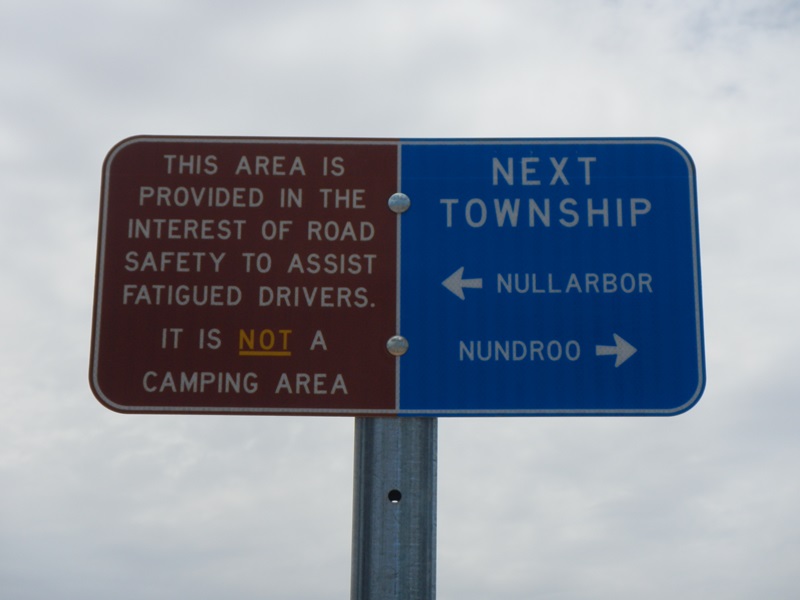 THIS AREA IS
PROVIDED IN THE
INTEREST OF ROAD
SAFETY TO ASSIST
FATIGUED DRIVERS.
IT IS NOT A
CAMPING AREA
NEXT
TOWNSHIP
NULLARBOR
NUNDROO